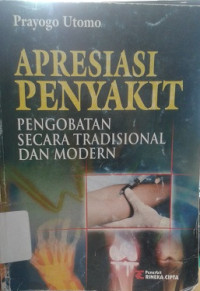 Prayogo Utomo
APRESIASI
PENYAKIT
PENGOBATAN
SECARA TRADISIONAL
DAN MODERN
Penerbit
RINEKA CIPTA